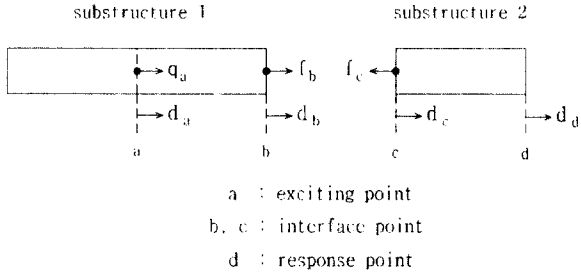 substructure 1 substructure 2
q_a f_b f_c
d_a d_b d_c d_d
a b c d
a : exciting point
b, c : interface point
d : response point